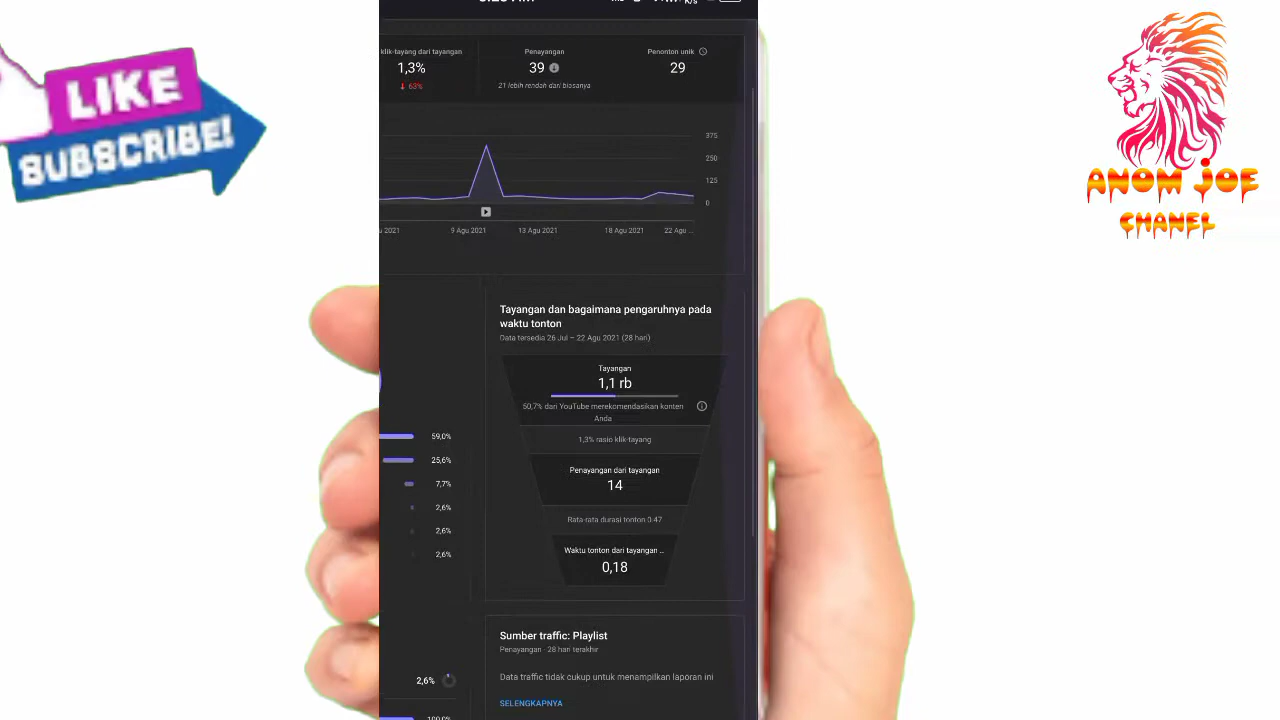 LIKE
SUBSCRIBE!
ANOM JOE
CHANEL
klik-tayang dari tayangan
1,3%
63%
Penayangan
39
21 lebih rendah dari biasanya
Penonton unik
29
375
250
125
0
2021
9 Agu 2021
13 Agu 2021
18 Agu 2021
22 Agu ...
Tayangan dan bagaimana pengaruhnya pada
waktu tonton
Data tersedia 26 Jul – 22 Agu 2021 (28 hari)
Tayangan
1,1 rb
50,7% dari YouTube merekomendasikan konten
Anda
1,3% rasio klik-tayang
Penayangan dari tayangan
14
Rata-rata durasi tonton 0:47
Waktu tonton dari tayangan ...
0,18
59,0%
25,6%
7,7%
2,6%
2,6%
2,6%
Sumber traffic: Playlist
Penayangan · 28 hari terakhir
Data traffic tidak cukup untuk menampilkan laporan ini
SELENGKAPNYA
2,6%
100,0%